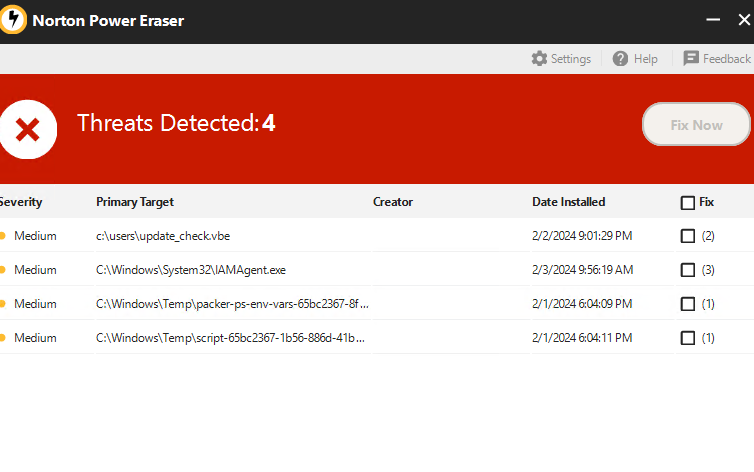 Norton Power Eraser
Settings Help Feedback
Threats Detected: 4
Fix Now
Severity Primary Target Creator Date Installed Fix
Medium c:\users\update_check.vbe 2/2/2024 9:01:29 PM (2)
Medium C:\Windows\System32\IAMAgent.exe 2/3/2024 9:56:19 AM (3)
Medium C:\Windows\Temp\packer-ps-env-vars-65bc2367-8f... 2/1/2024 6:04:09 PM (1)
Medium C:\Windows\Temp\script-65bc2367-1b56-886d-41b... 2/1/2024 6:04:11 PM (1)